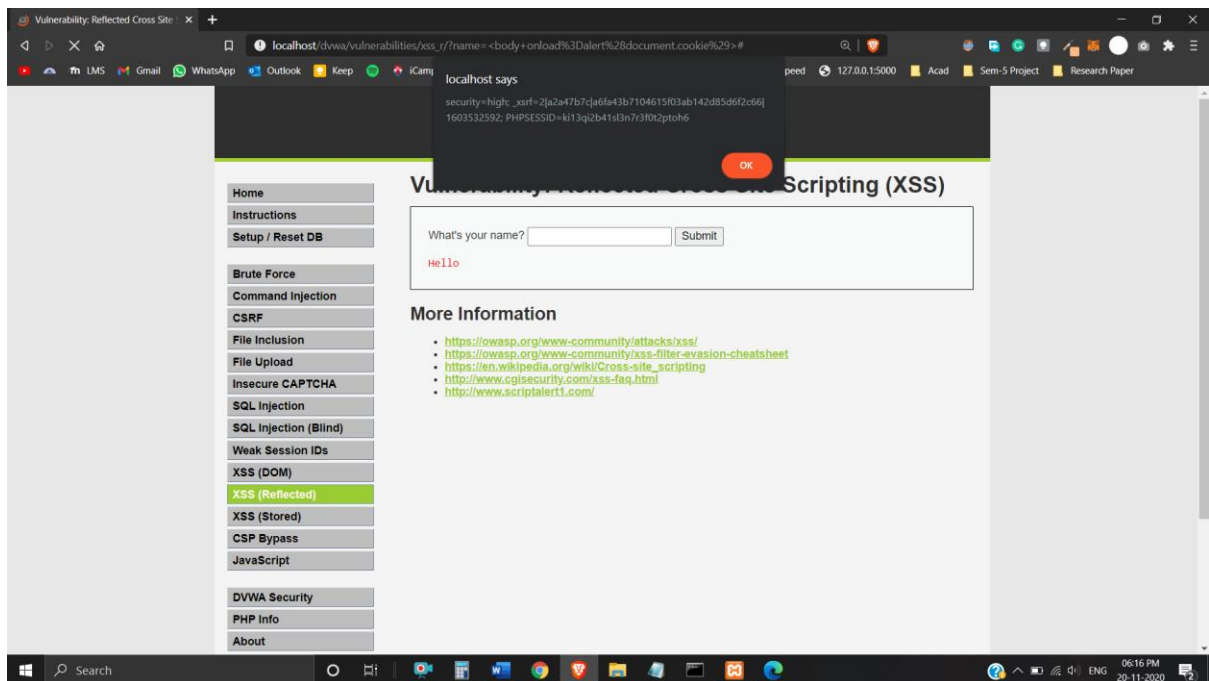 Vulnerability: Reflected Cross Site
localhost/dvwa/vulnerabilities/xss_r/?name=<body+onload%3Dalert%28document.cookie%29>#
LMS
Gmail
WhatsApp
Outlook
Keep
iCamp
peed
127.0.0.1:5000
Acad
Sem-5 Project
Research Paper
localhost says
security=high; _xsrf=2|a2a47b7c|a6fa43b7104615f03ab142d85d6f2c66|
1603532592; PHPSESSID=ki13qi2b41sl3n7r3f0t2ptoh6
OK
Vulnerability: Reflected Cross Site Scripting (XSS)
What's your name?
Submit
Hello
More Information
https://owasp.org/www-community/attacks/xss/
https://owasp.org/www-community/xss-filter-evasion-cheatsheet
https://en.wikipedia.org/wiki/Cross-site_scripting
http://www.cgisecurity.com/xss-faq.html
http://www.scriptalert1.com/
Home
Instructions
Setup / Reset DB
Brute Force
Command Injection
CSRF
File Inclusion
File Upload
Insecure CAPTCHA
SQL Injection
SQL Injection (Blind)
Weak Session IDs
XSS (DOM)
XSS (Reflected)
XSS (Stored)
CSP Bypass
JavaScript
DVWA Security
PHP Info
About
Search
ENG
06:16 PM
20-11-2020